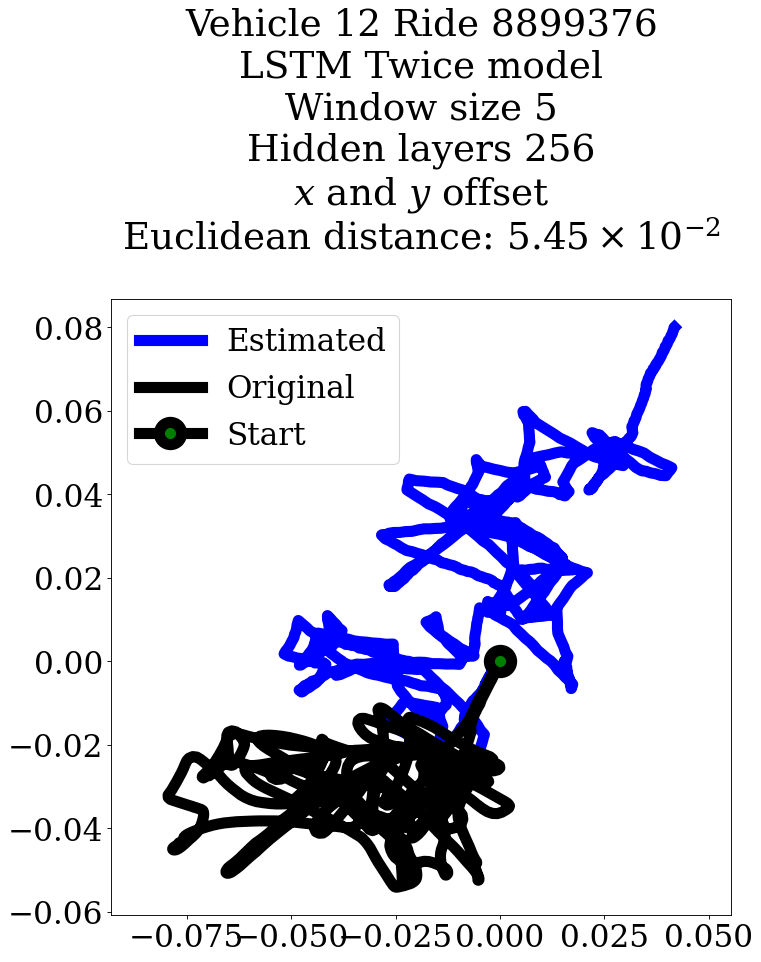 Vehicle 12 Ride 8899376
LSTM Twice model
Window size 5
Hidden layers 256
x and y offset
Euclidean distance: 5.45 × 10⁻²
Estimated
Original
Start
0.08
0.06
0.04
0.02
0.00
−0.02
−0.04
−0.06
−0.075 −0.050 −0.025 0.000 0.025 0.050